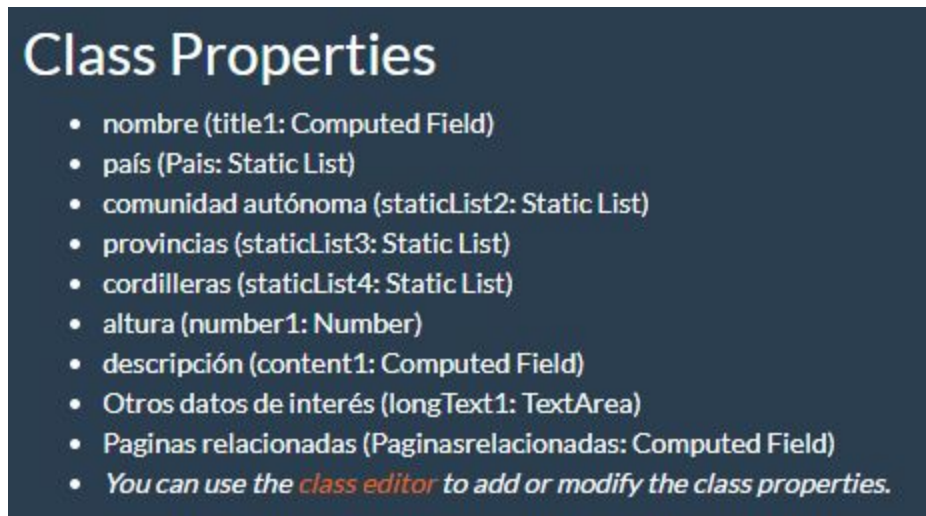 Class Properties
• nombre (title1: Computed Field)
• país (Pais: Static List)
• comunidad autónoma (staticList2: Static List)
• provincias (staticList3: Static List)
• cordilleras (staticList4: Static List)
• altura (number1: Number)
• descripción (content1: Computed Field)
• Otros datos de interés (longText1: TextArea)
• Paginas relacionadas (Paginasrelacionadas: Computed Field)
• You can use the class editor to add or modify the class properties.